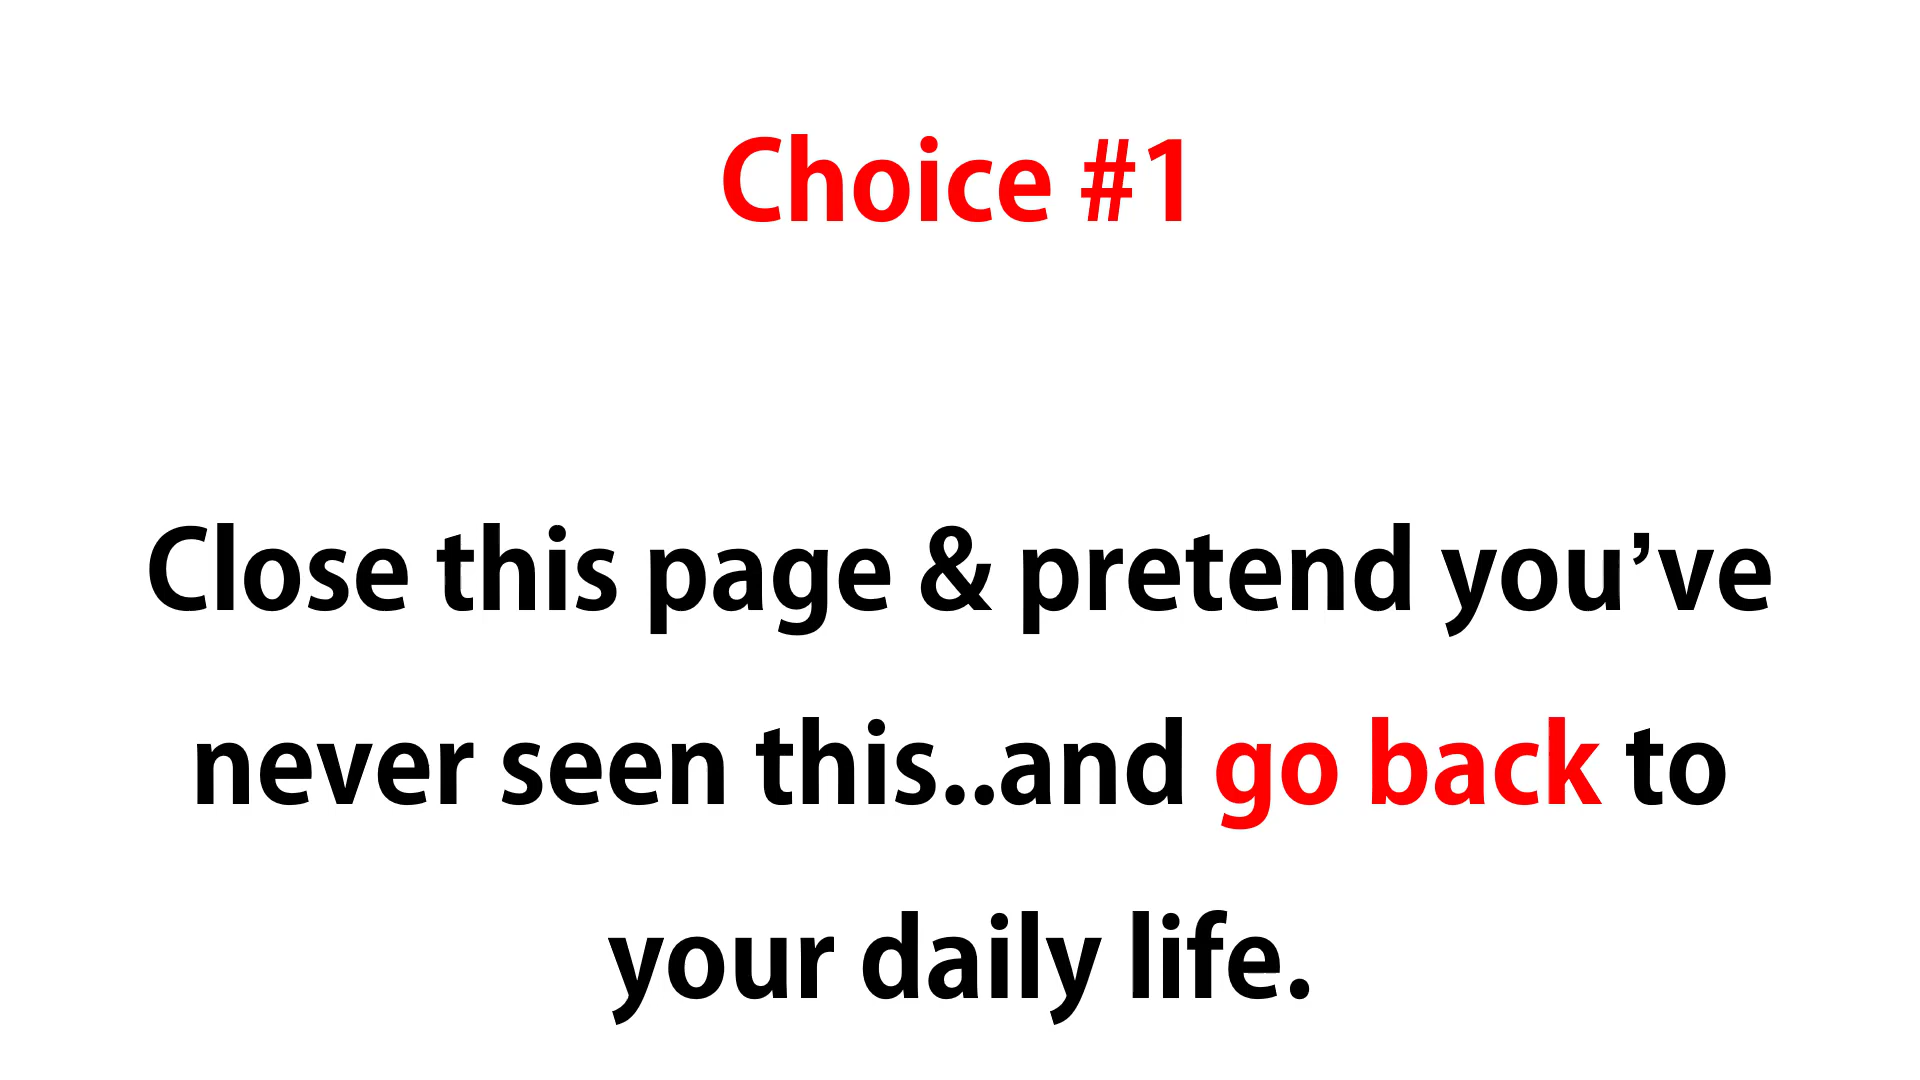 Choice #1
Close this page & pretend you’ve
never seen this..and go back to
your daily life.